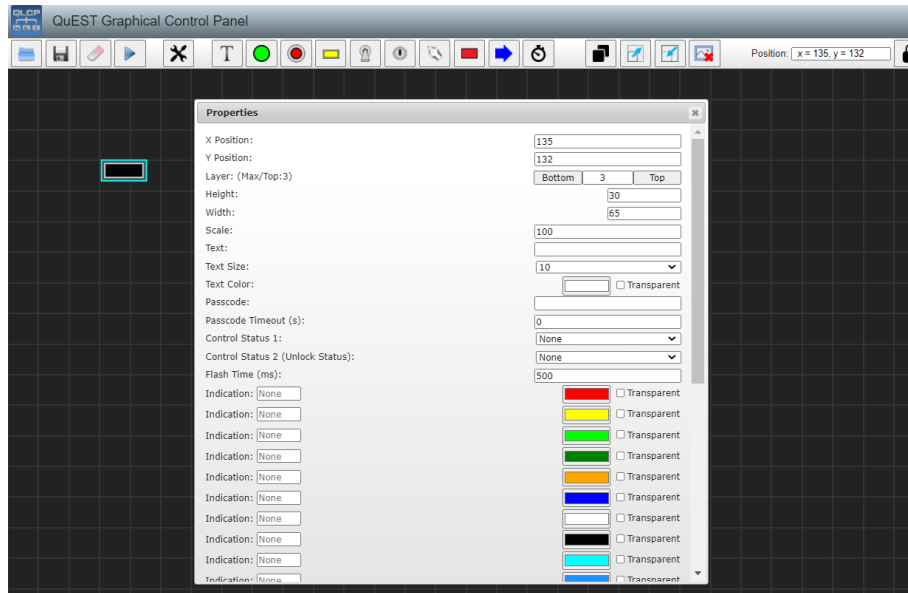 QLCP
QuEST Graphical Control Panel
T
Position: x = 135, y = 132
Properties
X Position: 135
Y Position: 132
Layer: (Max/Top:3) Bottom 3 Top
Height: 30
Width: 65
Scale: 100
Text:
Text Size: 10
Text Color: Transparent
Passcode:
Passcode Timeout (s): 0
Control Status 1: None
Control Status 2 (Unlock Status): None
Flash Time (ms): 500
Indication: None Transparent
Indication: None Transparent
Indication: None Transparent
Indication: None Transparent
Indication: None Transparent
Indication: None Transparent
Indication: None Transparent
Indication: None Transparent
Indication: None Transparent
Indication: None Transparent